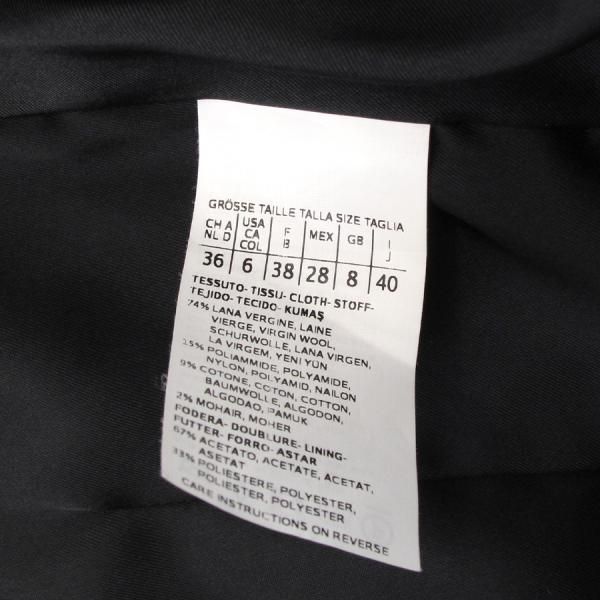 GRÖSSE TAILLE TALLA SIZE TAGLIA
CH A NL D USA CA COL F B MEX GB I J
36 6 38 28 8 40
TESSUTO-TISSU-CLOTH-STOFF-
TEJIDO-TECIDO-KUMAŞ
74% LANA VERGINE, LAINE
VIERGE, VIRGIN WOOL,
SCHURWOLLE, LANA VIRGEN,
LA VIRGEM, YENI YÜN
15% POLIAMMIDE, POLYAMIDE,
NYLON, POLYAMID, NAILON
9% COTONE, COTON, COTTON,
BAUMWOLLE, ALGODON,
ALGODAO, PAMUK
2% MOHAIR, MOHER
FODERA-DOUBLURE-LINING-
FUTTER-FORRO-ASTAR
67% ACETATO, ACETATE, ACETAT,
ASETAT
33% POLIESTERE, POLYESTER,
POLIESTER, POLYESTER
CARE INSTRUCTIONS ON REVERSE